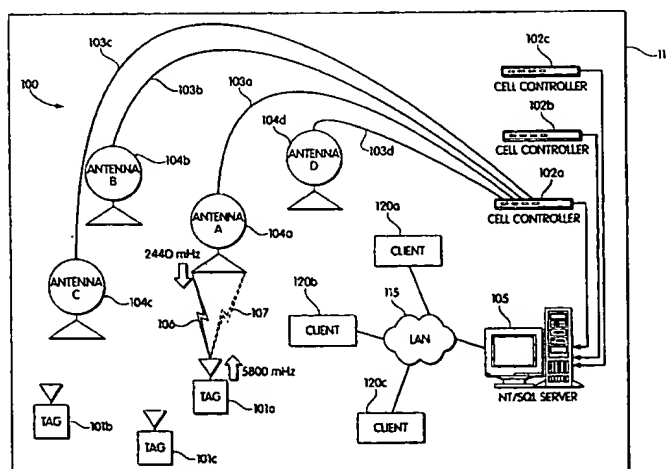 103c
102c
11
103a
CELL CONTROLLER
100
103b
104d
102b
104b
103d
CELL CONTROLLER
ANTENNA
B
ANTENNA
D
102a
ANTENNA
A
120a
CELL CONTROLLER
104a
2440 mHz
CLIENT
ANTENNA
C
120b
115
105
104c
106
107
CLIENT
LAN
5800 mHz
120c
TAG
TAG
101a
NT/SQL SERVER
101b
TAG
101c
CLIENT